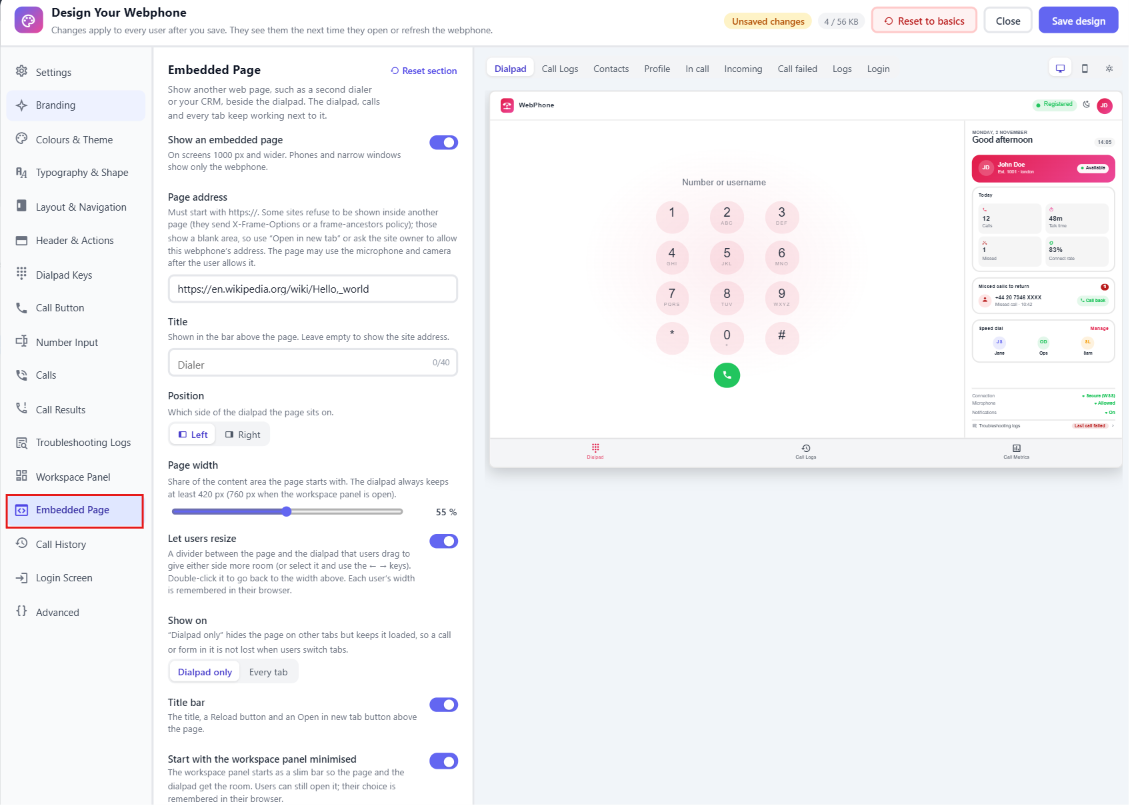 Design Your Webphone
Changes apply to every user after you save. They see them the next time they open or refresh the webphone.
Unsaved changes
4 / 56 KB
Reset to basics
Close
Save design
Settings
Branding
Colours & Theme
Typography & Shape
Layout & Navigation
Header & Actions
Dialpad Keys
Call Button
Number Input
Calls
Call Results
Troubleshooting Logs
Workspace Panel
Embedded Page
Call History
Login Screen
Advanced
Embedded Page
Reset section
Show another web page, such as a second dialer
or your CRM, beside the dialpad. The dialpad, calls
and every tab keep working next to it.
Show an embedded page
On screens 1000 px and wider. Phones and narrow windows
show only the webphone.
Page address
Must start with https://. Some sites refuse to be shown inside another
page (they send X-Frame-Options or a frame-ancestors policy); those
show a blank area, so use "Open in new tab" or ask the site owner to allow
this webphone's address. The page may use the microphone and camera
after the user allows it.
https://en.wikipedia.org/wiki/Hello,_world
Title
Shown in the bar above the page. Leave empty to show the site address.
Dialer
0/40
Position
Which side of the dialpad the page sits on.
Left
Right
Page width
Share of the content area the page starts with. The dialpad always keeps
at least 420 px (760 px when the workspace panel is open).
55 %
Let users resize
A divider between the page and the dialpad that users drag to
give either side more room (or select it and use the ← → keys).
Double-click it to go back to the width above. Each user's width
is remembered in their browser.
Show on
"Dialpad only" hides the page on other tabs but keeps it loaded, so a call
or form in it is not lost when users switch tabs.
Dialpad only
Every tab
Title bar
The title, a Reload button and an Open in new tab button above
the page.
Start with the workspace panel minimised
The workspace panel starts as a slim bar so the page and the
dialpad get the room. Users can still open it; their choice is
remembered in their browser.
Dialpad
Call Logs
Contacts
Profile
In call
Incoming
Call failed
Logs
Login
WebPhone
Registered
JD
Number or username
1
2
ABC
3
DEF
4
GHI
5
JKL
6
MNO
7
PQRS
8
TUV
9
WXYZ
*
0
+
#
Dialpad
Call Logs
Call Metrics
MONDAY, 2 NOVEMBER
Good afternoon
14:05
JD
John Doe
Ext. 1001
Available
Today
12
Calls
48m
Talk time
1
Missed
83%
Connect rate
Missed calls to return
+44 20 7946 XXXX
Missed call · 10:42
Call back
Speed dial
Manage
Jane
Ops
Sam
Connection
Secure (WSS)
Microphone
Allowed
Notifications
On
Troubleshooting logs
Last call failed